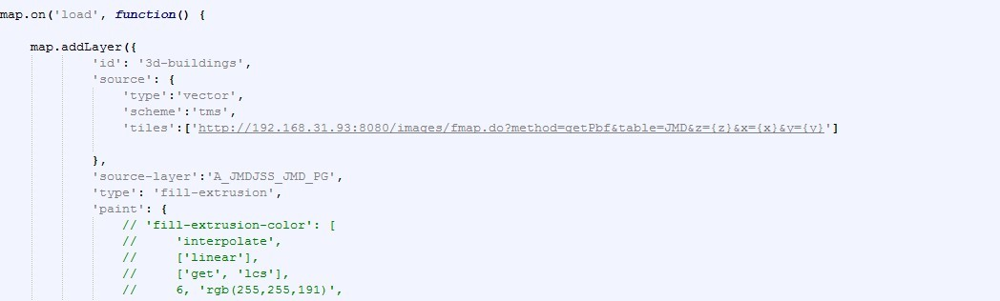 map.on('load', function() {
map.addLayer({
'id': '3d-buildings',
'source': {
'type':'vector',
'scheme':'tms',
'tiles':['http://192.168.31.93:8080/images/fmap.do?method=getPbf&table=JMD&z={z}&x={x}&y={y}']
},
'source-layer':'A_JMDJSS_JMD_PG',
'type': 'fill-extrusion',
'paint': {
// 'fill-extrusion-color': [
//     'interpolate',
//     ['linear'],
//     ['get', 'lcs'],
//     6, 'rgb(255,255,191)',